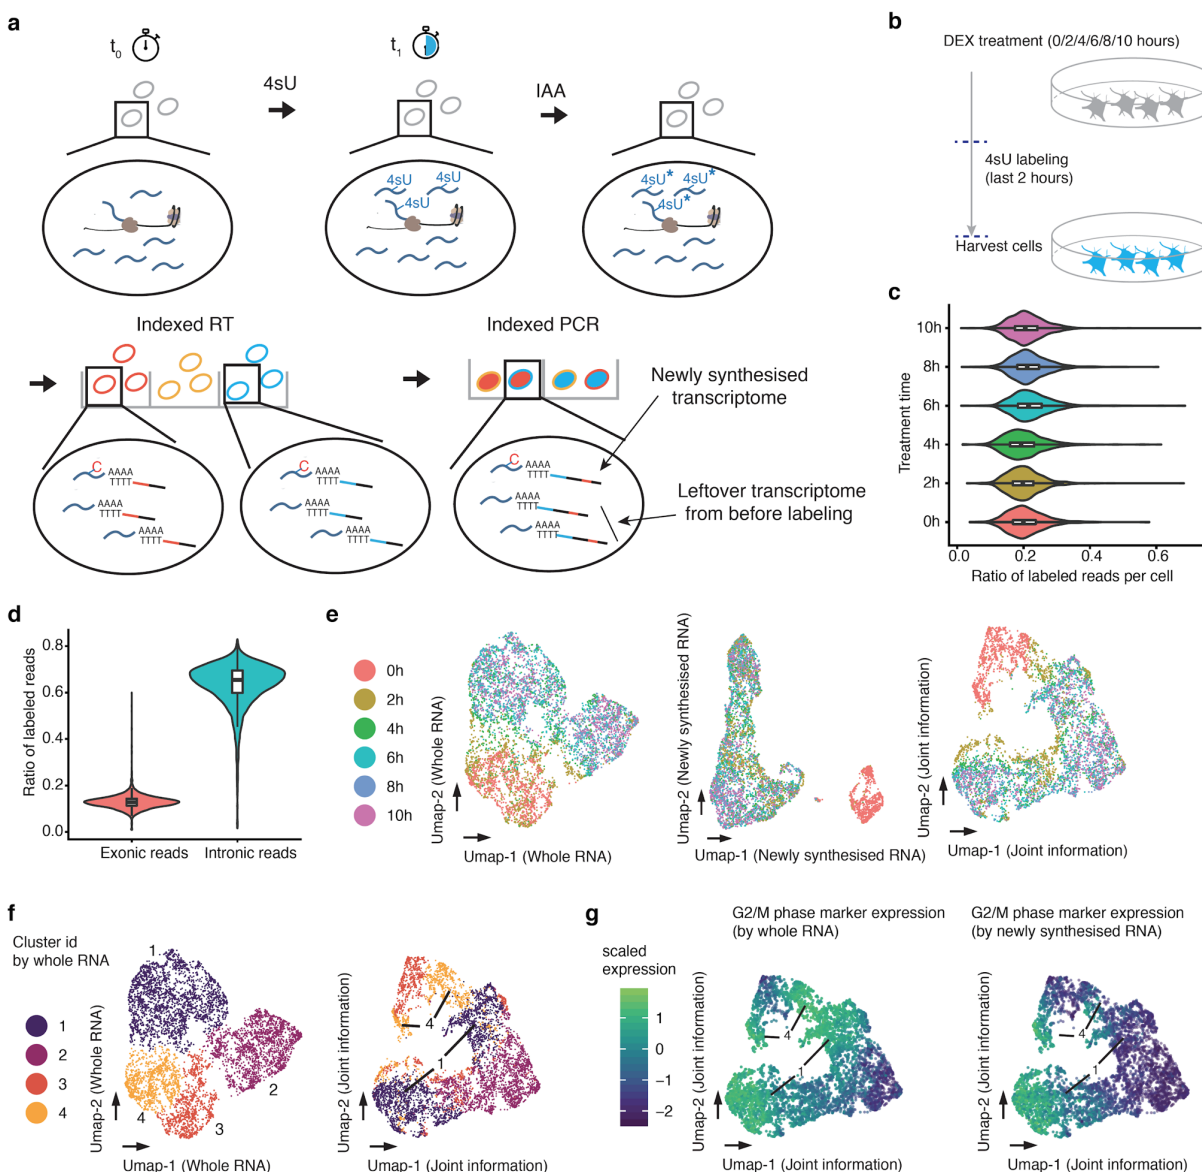 a
t0
t1
4sU
IAA
4sU
4sU
4sU
4sU*
4sU*
4sU*
Indexed RT
Indexed PCR
C
AAAA
TTTT
AAAA
TTTT
AAAA
TTTT
C
AAAA
TTTT
AAAA
TTTT
AAAA
TTTT
C
AAAA
TTTT
AAAA
TTTT
AAAA
TTTT
Newly synthesised
transcriptome
Leftover transcriptome
from before labeling
b
DEX treatment (0/2/4/6/8/10 hours)
4sU labeling
(last 2 hours)
Harvest cells
c
Treatment time
10h
8h
6h
4h
2h
0h
0.0
0.2
0.4
0.6
Ratio of labeled reads per cell
d
Ratio of labeled reads
0.8
0.6
0.4
0.2
0.0
Exonic reads
Intronic reads
e
0h
2h
4h
6h
8h
10h
Umap-2 (Whole RNA)
Umap-1 (Whole RNA)
Umap-2 (Newly synthesised RNA)
Umap-1 (Newly synthesised RNA)
Umap-2 (Joint information)
Umap-1 (Joint information)
f
Cluster id
by whole RNA
1
2
3
4
1
2
3
4
Umap-2 (Whole RNA)
Umap-1 (Whole RNA)
4
1
Umap-2 (Joint information)
Umap-1 (Joint information)
g
scaled
expression
1
0
−1
−2
G2/M phase marker expression
(by whole RNA)
4
1
Umap-2 (Joint information)
Umap-1 (Joint information)
G2/M phase marker expression
(by newly synthesised RNA)
4
1
Umap-2 (Joint information)
Umap-1 (Joint information)